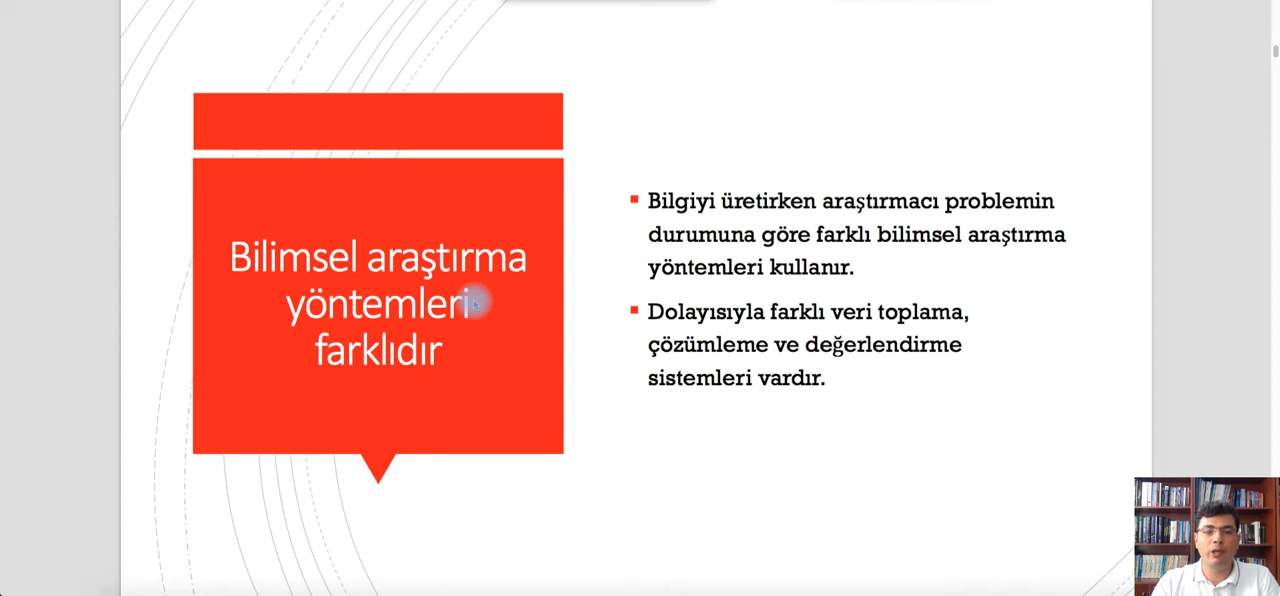 Bilimsel araştırma
yöntemleri
farklıdır
Bilgiyi üretirken araştırmacı problemin
durumuna göre farklı bilimsel araştırma
yöntemleri kullanır.
Dolayısıyla farklı veri toplama,
çözümleme ve değerlendirme
sistemleri vardır.